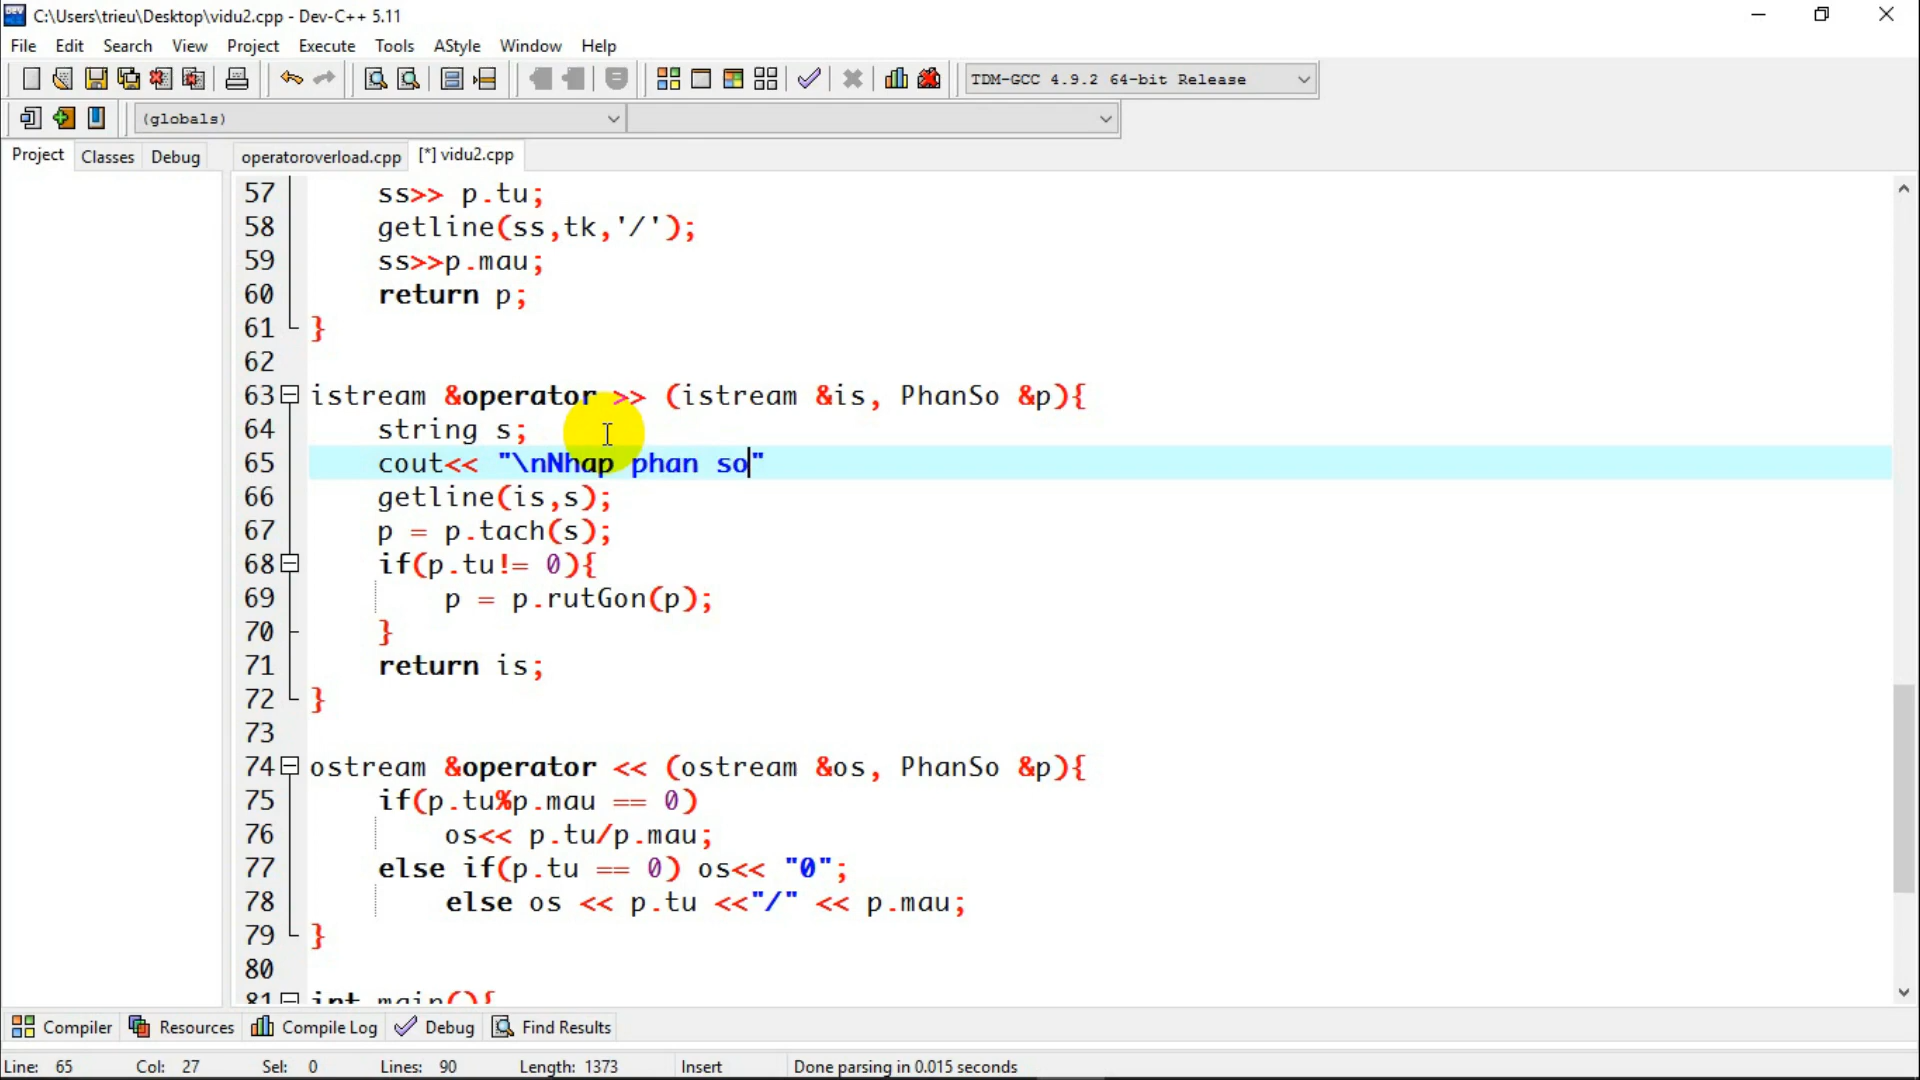 C:\Users\trieu\Desktop\vidu2.cpp - Dev-C++ 5.11
File Edit Search View Project Execute Tools AStyle Window Help
TDM-GCC 4.9.2 64-bit Release
(globals)
Project Classes Debug operatoroverload.cpp [*] vidu2.cpp
57 ss>> p.tu;
58 getline(ss,tk,'/');
59 ss>>p.mau;
60 return p;
61 }
62
63 istream &operator >> (istream &is, PhanSo &p){
64 string s;
65 cout<< "\nNhap phan so"
66 getline(is,s);
67 p = p.tach(s);
68 if(p.tu!= 0){
69 p = p.rutGon(p);
70 }
71 return is;
72 }
73
74 ostream &operator << (ostream &os, PhanSo &p){
75 if(p.tu%p.mau == 0)
76 os<< p.tu/p.mau;
77 else if(p.tu == 0) os<< "0";
78 else os << p.tu <<"/" << p.mau;
79 }
80
81 int main(){
Compiler Resources Compile Log Debug Find Results
Line: 65 Col: 27 Sel: 0 Lines: 90 Length: 1373 Insert Done parsing in 0.015 seconds